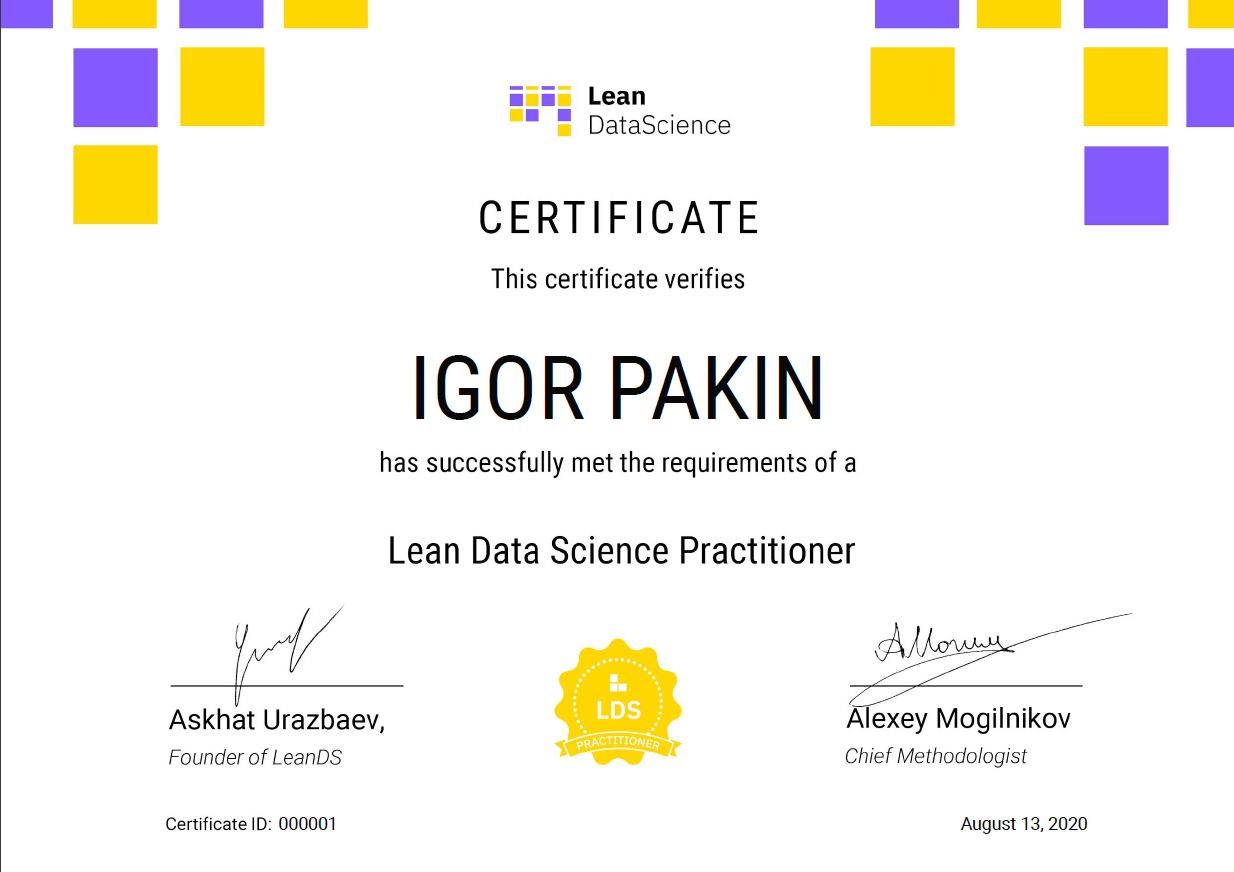 Lean
DataScience
CERTIFICATE
This certificate verifies
IGOR PAKIN
has successfully met the requirements of a
Lean Data Science Practitioner
LDS
PRACTITIONER
Askhat Urazbaev,
Founder of LeanDS
Alexey Mogilnikov
Chief Methodologist
Certificate ID: 000001
August 13, 2020